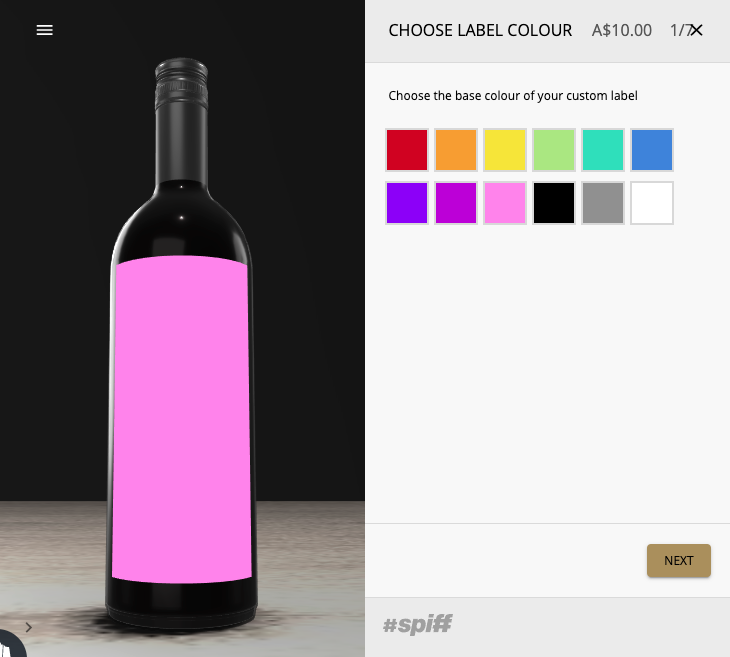 CHOOSE LABEL COLOUR A$10.00 1/7
Choose the base colour of your custom label
NEXT
#spiff